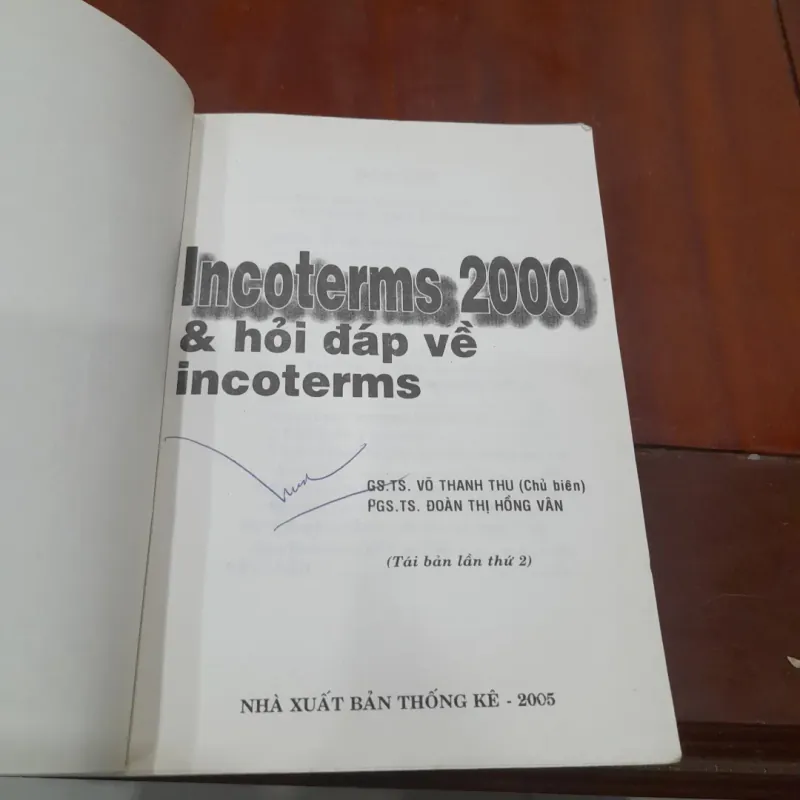 Incoterms 2000
& hỏi đáp về
incoterms
GS.TS. VÕ THANH THU (Chủ biên)
PGS.TS. ĐOÀN THỊ HỒNG VÂN
(Tái bản lần thứ 2)
NHÀ XUẤT BẢN THỐNG KÊ - 2005